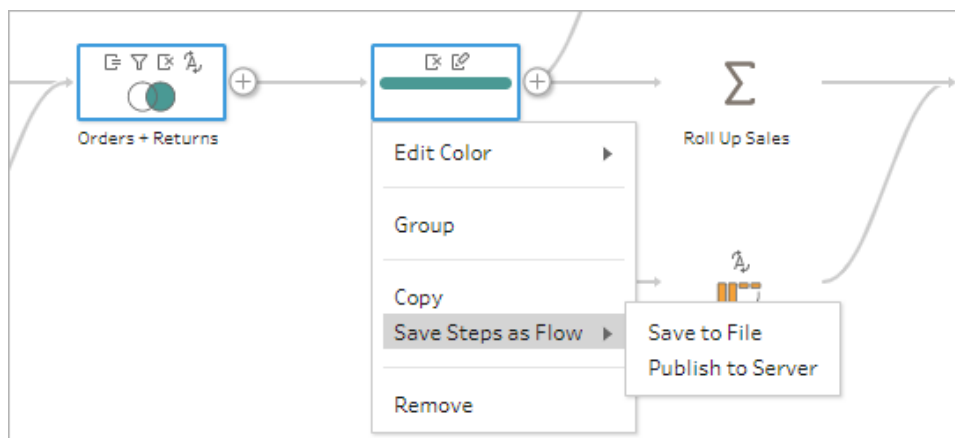 Orders + Returns
Roll Up Sales
Edit Color
Group
Copy
Save Steps as Flow
Save to File
Publish to Server
Remove